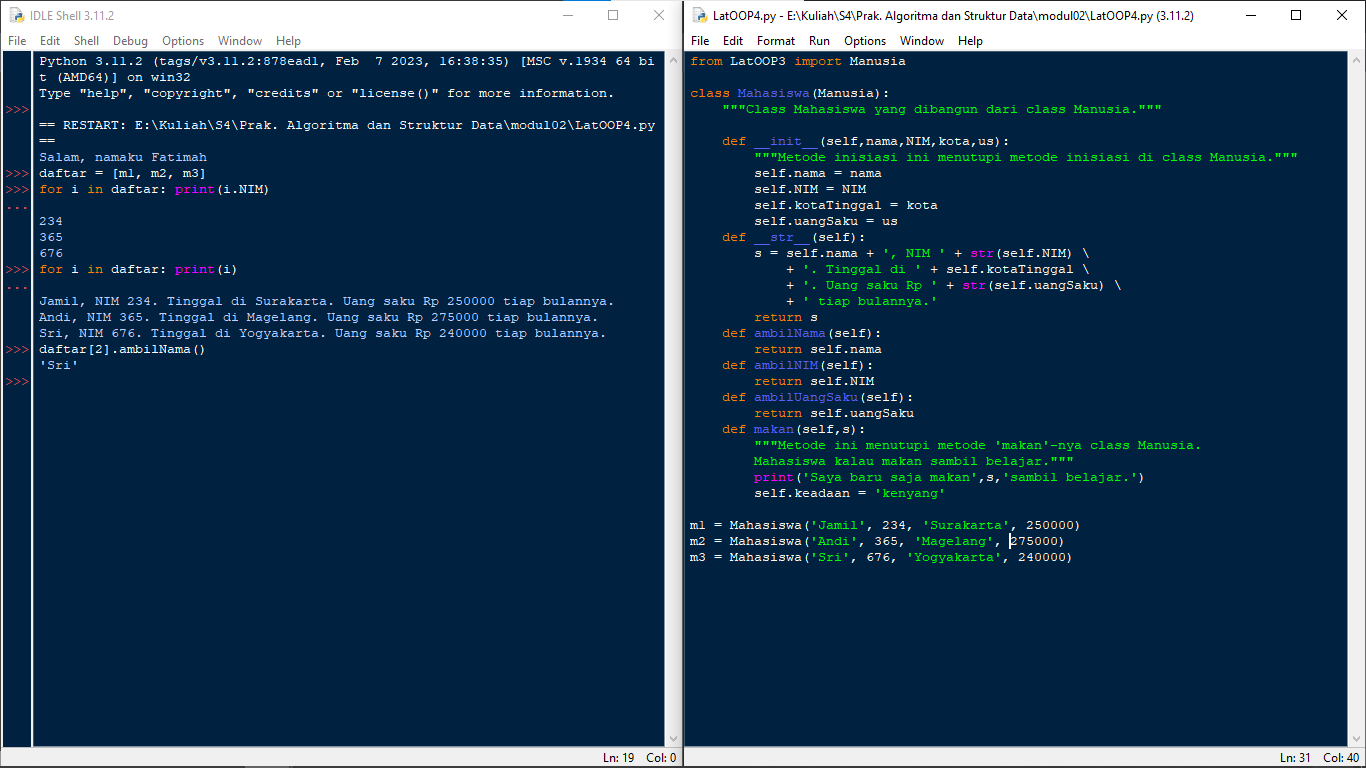 IDLE Shell 3.11.2
File Edit Shell Debug Options Window Help
Python 3.11.2 (tags/v3.11.2:878ead1, Feb  7 2023, 16:38:35) [MSC v.1934 64 bi
t (AMD64)] on win32
Type "help", "copyright", "credits" or "license()" for more information.
>>>
== RESTART: E:\Kuliah\S4\Prak. Algoritma dan Struktur Data\modul02\LatOOP4.py
==
Salam, namaku Fatimah
>>> daftar = [m1, m2, m3]
>>> for i in daftar: print(i.NIM)
...
234
365
676
>>> for i in daftar: print(i)
...
Jamil, NIM 234. Tinggal di Surakarta. Uang saku Rp 250000 tiap bulannya.
Andi, NIM 365. Tinggal di Magelang. Uang saku Rp 275000 tiap bulannya.
Sri, NIM 676. Tinggal di Yogyakarta. Uang saku Rp 240000 tiap bulannya.
>>> daftar[2].ambilNama()
'Sri'
>>>
Ln: 19 Col: 0
LatOOP4.py - E:\Kuliah\S4\Prak. Algoritma dan Struktur Data\modul02\LatOOP4.py (3.11.2)
File Edit Format Run Options Window Help
from LatOOP3 import Manusia
class Mahasiswa(Manusia):
    """Class Mahasiswa yang dibangun dari class Manusia."""
    def __init__(self,nama,NIM,kota,us):
        """Metode inisiasi ini menutupi metode inisiasi di class Manusia."""
        self.nama = nama
        self.NIM = NIM
        self.kotaTinggal = kota
        self.uangSaku = us
    def __str__(self):
        s = self.nama + ', NIM ' + str(self.NIM) \
            + '. Tinggal di ' + self.kotaTinggal \
            + '. Uang saku Rp ' + str(self.uangSaku) \
            + ' tiap bulannya.'
        return s
    def ambilNama(self):
        return self.nama
    def ambilNIM(self):
        return self.NIM
    def ambilUangSaku(self):
        return self.uangSaku
    def makan(self,s):
        """Metode ini menutupi metode 'makan'-nya class Manusia.
        Mahasiswa kalau makan sambil belajar."""
        print('Saya baru saja makan',s,'sambil belajar.')
        self.keadaan = 'kenyang'
m1 = Mahasiswa('Jamil', 234, 'Surakarta', 250000)
m2 = Mahasiswa('Andi', 365, 'Magelang', 275000)
m3 = Mahasiswa('Sri', 676, 'Yogyakarta', 240000)
Ln: 31 Col: 40